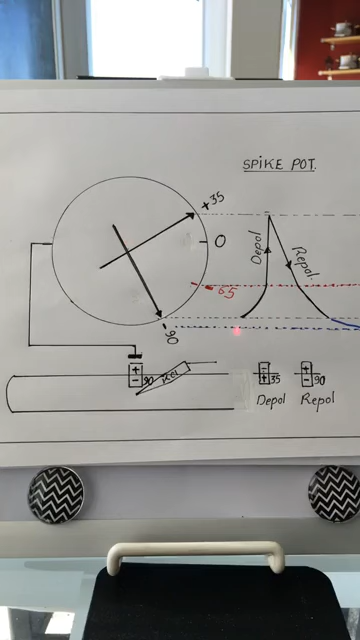 SPIKE POT.
+35
0
-65
-90
Depol
Repol.
+
-
90
KCl
-
+
35
+
-
90
Depol
Repol